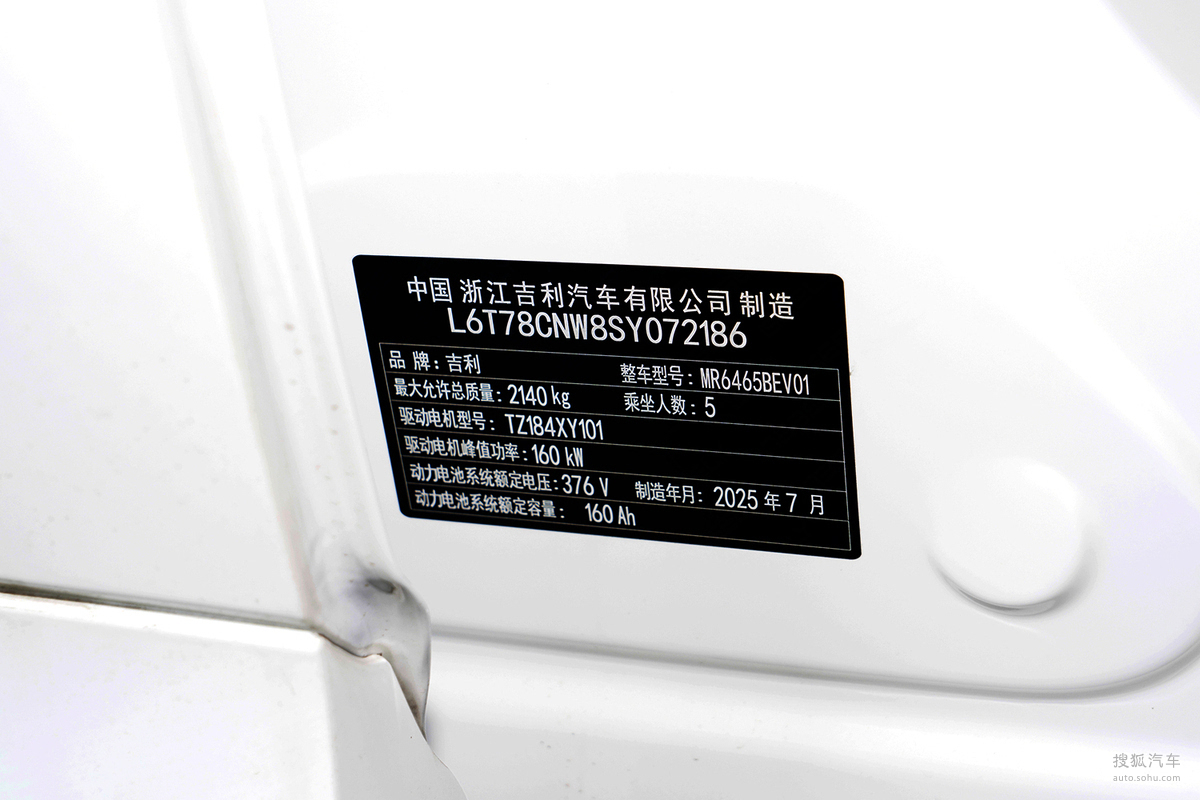 中国 浙江吉利汽车有限公司 制造
L6T78CNW8SY072186
品 牌：吉利 整车型号：MR6465BEV01
最大允许总质量：2140 kg 乘坐人数：5
驱动电机型号：TZ184XY101
驱动电机峰值功率：160 kW
动力电池系统额定电压：376 V 制造年月：2025 年 7 月
动力电池系统额定容量： 160 Ah
搜狐汽车
auto.sohu.com